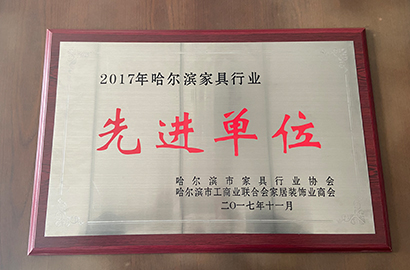 2017年哈尔滨家具行业
先进单位
哈尔滨市家具行业协会
哈尔滨市工商业联合会家居装饰业商会
二〇一七年十一月